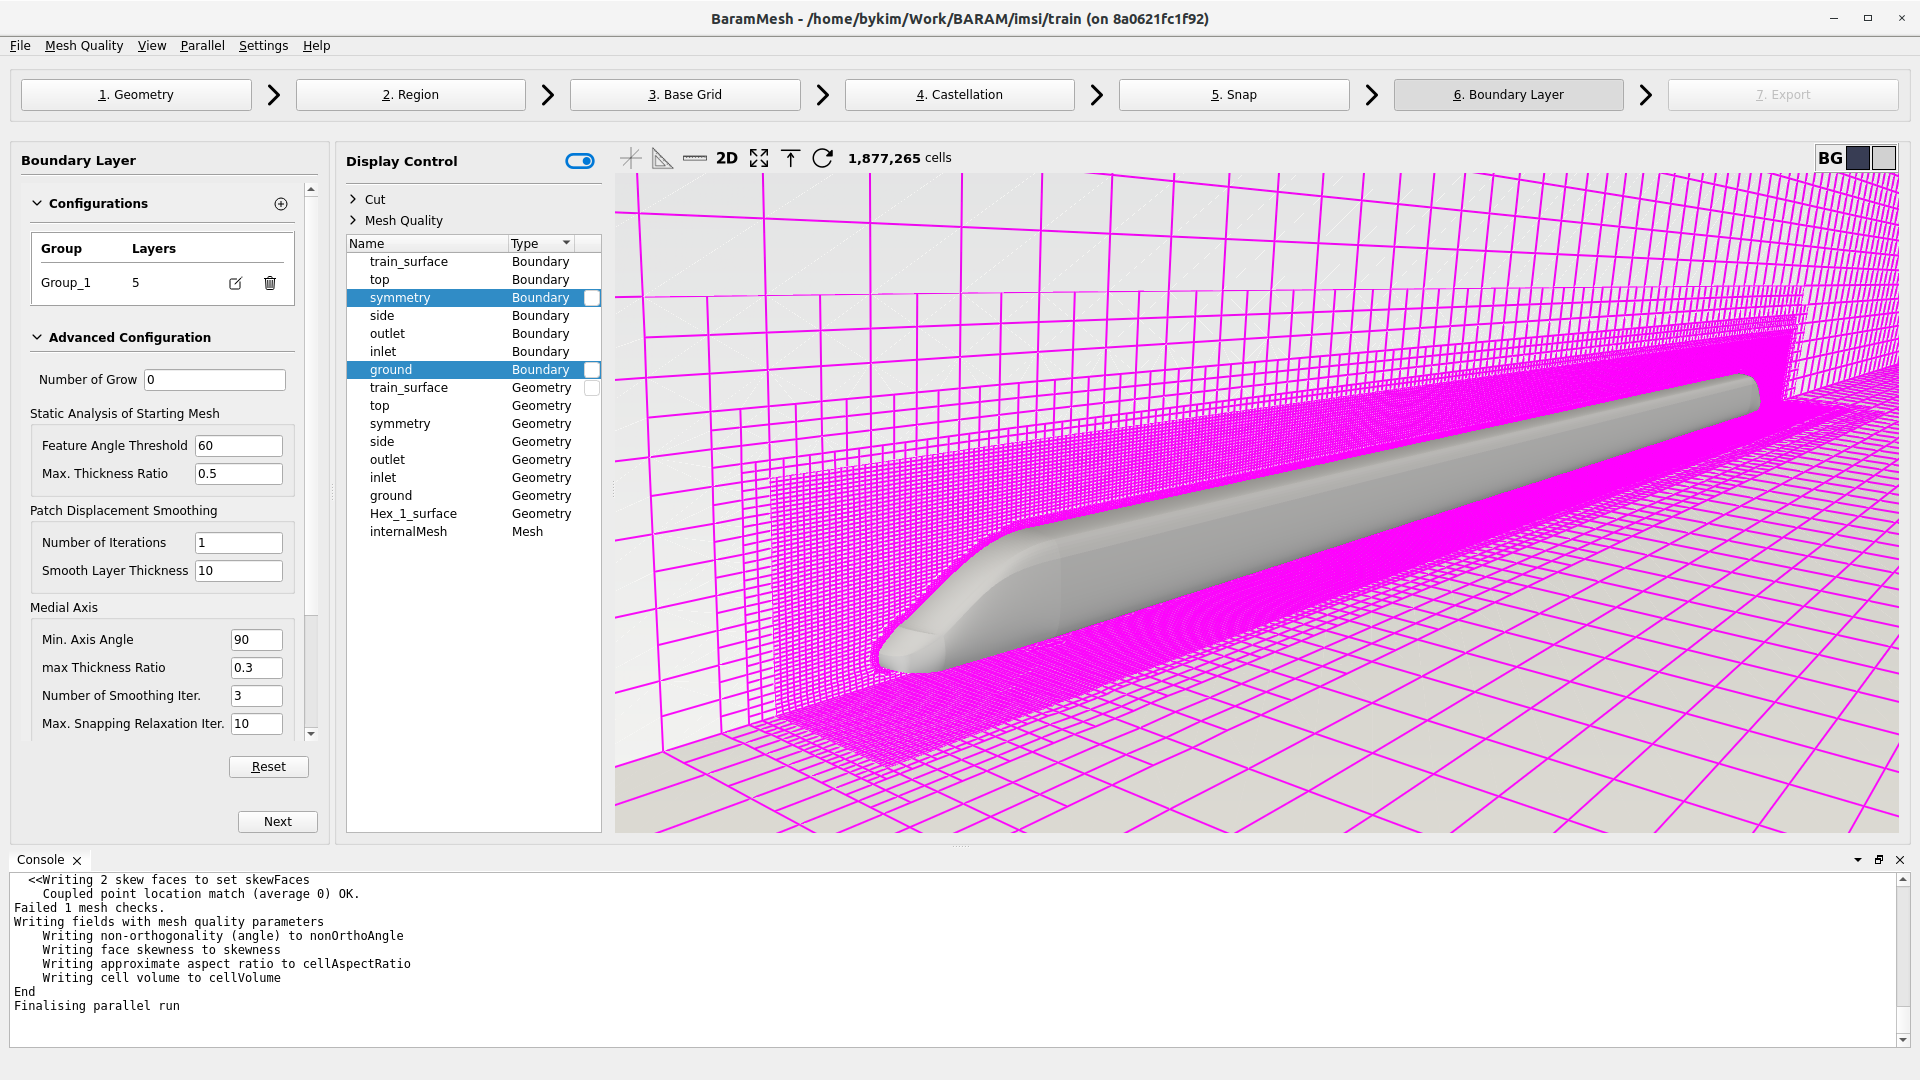 BaramMesh - /home/bykim/Work/BARAM/imsi/train (on 8a0621fc1f92)
File Mesh Quality View Parallel Settings Help
1. Geometry 2. Region 3. Base Grid 4. Castellation 5. Snap 6. Boundary Layer 7. Export
Boundary Layer
Configurations
Group Layers
Group_1 5
Advanced Configuration
Number of Grow 0
Static Analysis of Starting Mesh
Feature Angle Threshold 60
Max. Thickness Ratio 0.5
Patch Displacement Smoothing
Number of Iterations 1
Smooth Layer Thickness 10
Medial Axis
Min. Axis Angle 90
max Thickness Ratio 0.3
Number of Smoothing Iter. 3
Max. Snapping Relaxation Iter. 10
Reset
Next
Display Control
Cut
Mesh Quality
Name Type
train_surface Boundary
top Boundary
symmetry Boundary
side Boundary
outlet Boundary
inlet Boundary
ground Boundary
train_surface Geometry
top Geometry
symmetry Geometry
side Geometry
outlet Geometry
inlet Geometry
ground Geometry
Hex_1_surface Geometry
internalMesh Mesh
2D 1,877,265 cells BG
Console
<<Writing 2 skew faces to set skewFaces
Coupled point location match (average 0) OK.
Failed 1 mesh checks.
Writing fields with mesh quality parameters
Writing non-orthogonality (angle) to nonOrthoAngle
Writing face skewness to skewness
Writing approximate aspect ratio to cellAspectRatio
Writing cell volume to cellVolume
End
Finalising parallel run